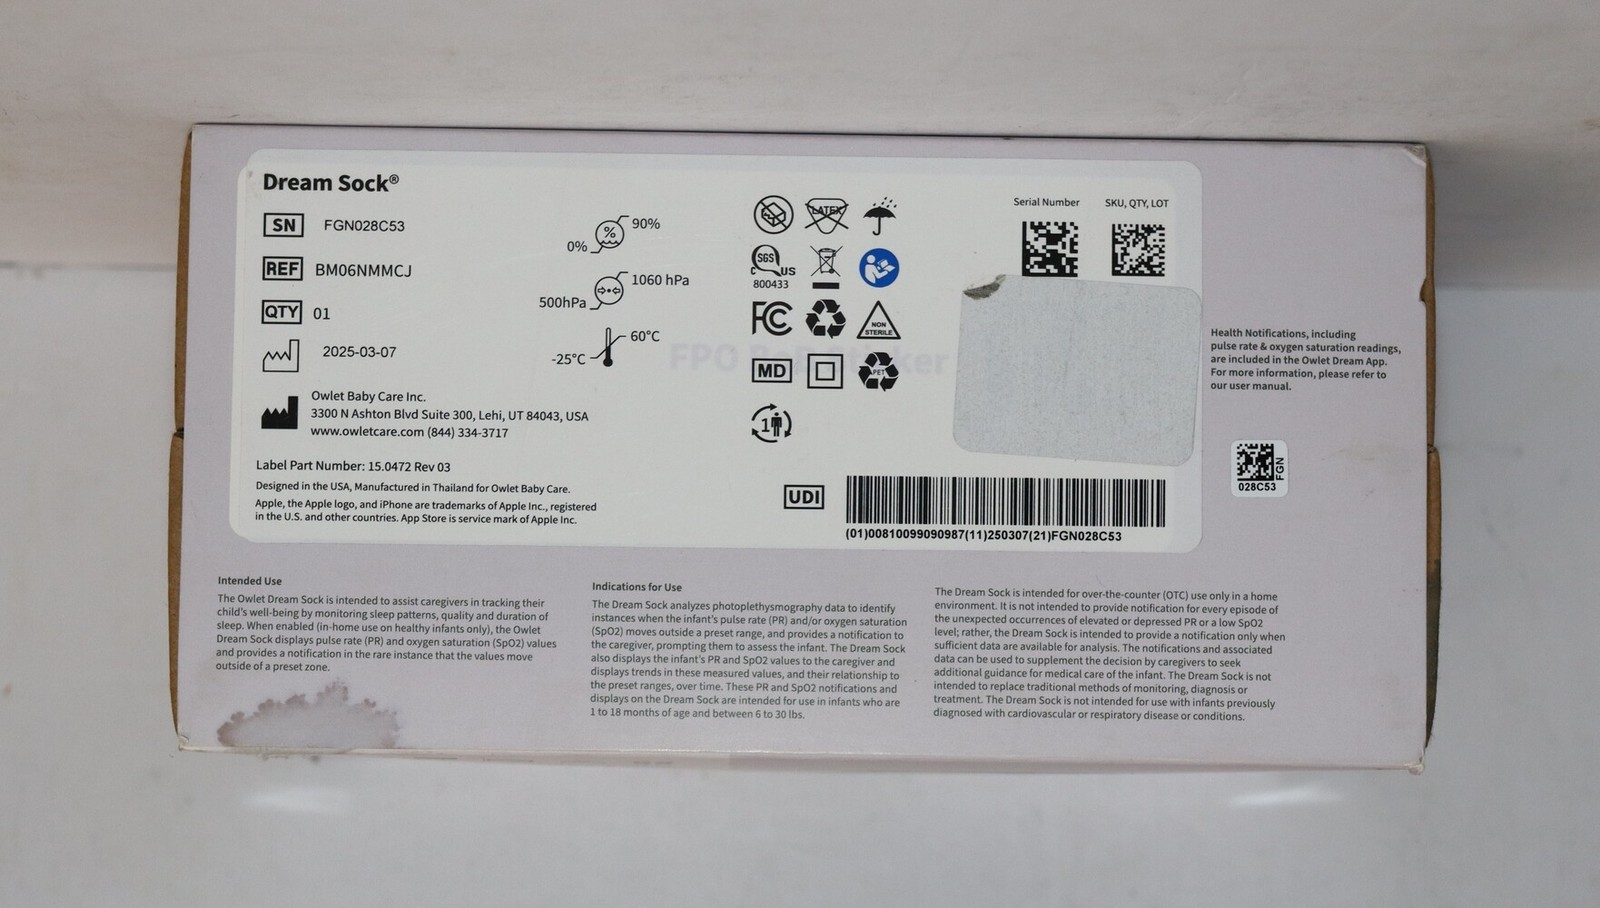 Dream Sock®
SN FGN028C53
REF BM06NMMCJ
QTY 01
2025-03-07
Owlet Baby Care Inc.
3300 N Ashton Blvd Suite 300, Lehi, UT 84043, USA
www.owletcare.com (844) 334-3717
Label Part Number: 15.0472 Rev 03
Designed in the USA, Manufactured in Thailand for Owlet Baby Care.
Apple, the Apple logo, and iPhone are trademarks of Apple Inc., registered
in the U.S. and other countries. App Store is service mark of Apple Inc.
%
90%
0%
1060 hPa
500hPa
60°C
-25°C
FPO
Sticker
LATEX
SGS
C US
800433
FC
NON
STERILE
MD
PET
1
Serial Number
SKU, QTY, LOT
UDI
(01)00810099090987(11)250307(21)FGN028C53
Health Notifications, including
pulse rate & oxygen saturation readings,
are included in the Owlet Dream App.
For more information, please refer to
our user manual.
FGN
028C53
Intended Use
The Owlet Dream Sock is intended to assist caregivers in tracking their
child's well-being by monitoring sleep patterns, quality and duration of
sleep. When enabled (in-home use on healthy infants only), the Owlet
Dream Sock displays pulse rate (PR) and oxygen saturation (SpO2) values
and provides a notification in the rare instance that the values move
outside of a preset zone.
Indications for Use
The Dream Sock analyzes photoplethysmography data to identify
instances when the infant's pulse rate (PR) and/or oxygen saturation
(SpO2) moves outside a preset range, and provides a notification to
the caregiver, prompting them to assess the infant. The Dream Sock
also displays the infant's PR and SpO2 values to the caregiver and
displays trends in these measured values, and their relationship to
the preset ranges, over time. These PR and SpO2 notifications and
displays on the Dream Sock are intended for use in infants who are
1 to 18 months of age and between 6 to 30 lbs.
The Dream Sock is intended for over-the-counter (OTC) use only in a home
environment. It is not intended to provide notification for every episode of
the unexpected occurrences of elevated or depressed PR or a low SpO2
level; rather, the Dream Sock is intended to provide a notification only when
sufficient data are available for analysis. The notifications and associated
data can be used to supplement the decision by caregivers to seek
additional guidance for medical care of the infant. The Dream Sock is not
intended to replace traditional methods of monitoring, diagnosis or
treatment. The Dream Sock is not intended for use with infants previously
diagnosed with cardiovascular or respiratory disease or conditions.